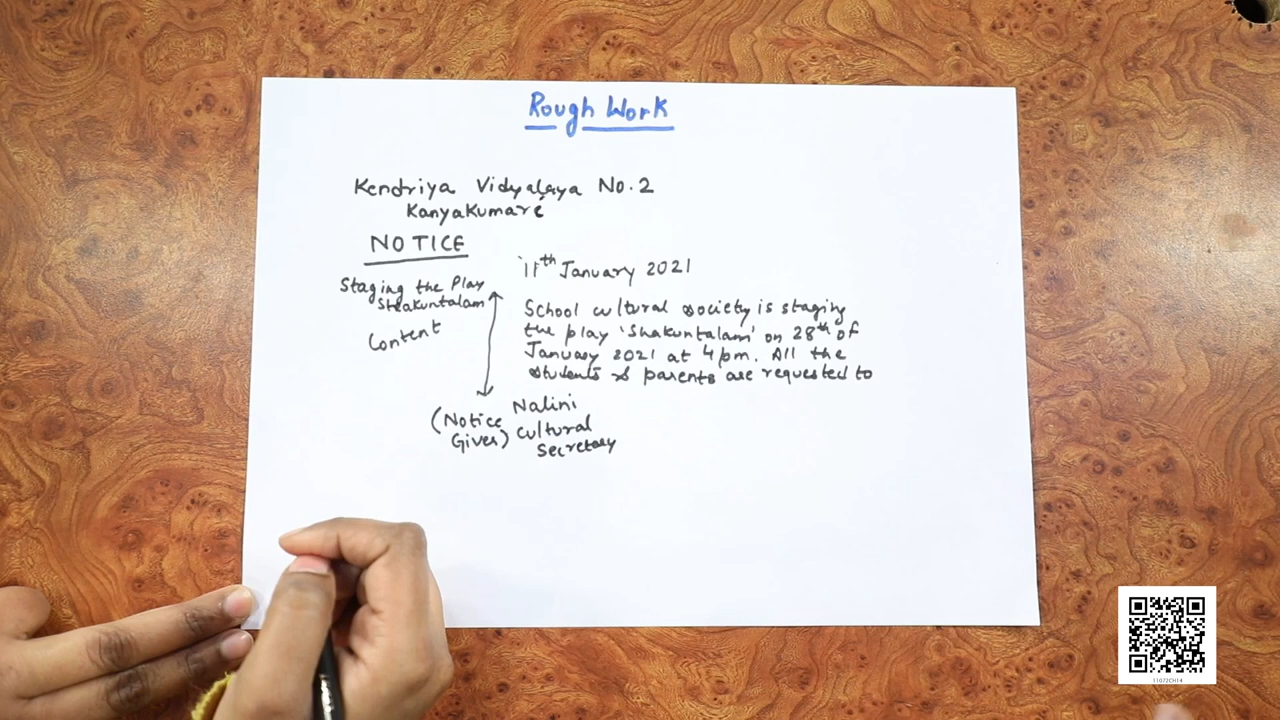 Rough Work
Kendriya Vidyalaya No. 2
Kanyakumari
NOTICE
11th January 2021
Staging the Play
Shakuntalam
Content
School cultural society is staging
the play 'Shakuntalam' on 28th of
January 2021 at 4 pm. All the
students & parents are requested to
(Notice
Giver)
Nalini
Cultural
Secretary
11072CH14